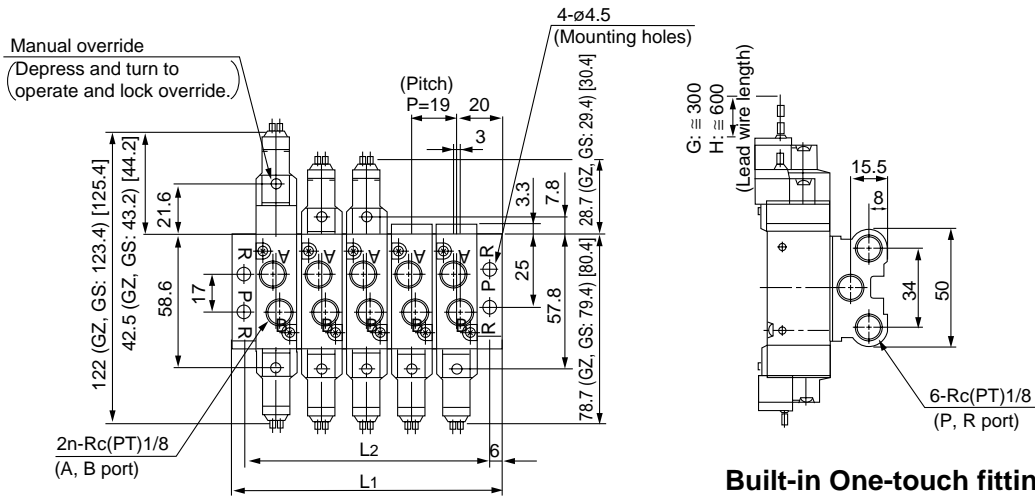 4-ø4.5
(Mounting holes)
Manual override
(Depress and turn to
operate and lock override.)
(Pitch)
P=19
20
3
122 (GZ, GS: 123.4) [125.4]
42.5 (GZ, GS: 43.2) [44.2]
21.6
58.6
17
3.3
7.8
28.7 (GZ, GS: 29.4) [30.4]
25
57.8
78.7 (GZ, GS: 79.4) [80.4]
R
P
R
A
A
A
A
A
B
B
B
B
B
R
P
R
2n-Rc(PT)1/8
(A, B port)
L2
6
L1
G: ≅ 300
H: ≅ 600
(Lead wire length)
15.5
8
34
50
6-Rc(PT)1/8
(P, R port)
Built-in One-touch fittin